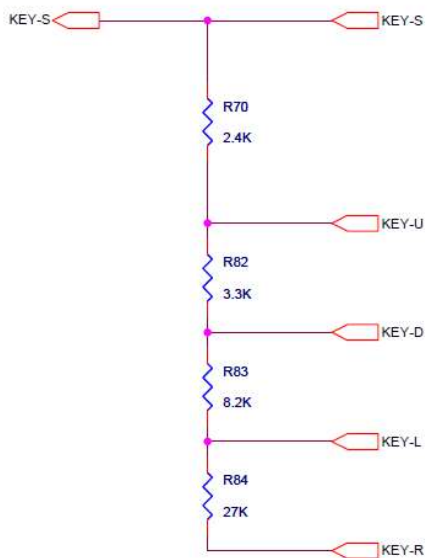 KEY-S
KEY-S
R70
2.4K
KEY-U
R82
3.3K
KEY-D
R83
8.2K
KEY-L
R84
27K
KEY-R